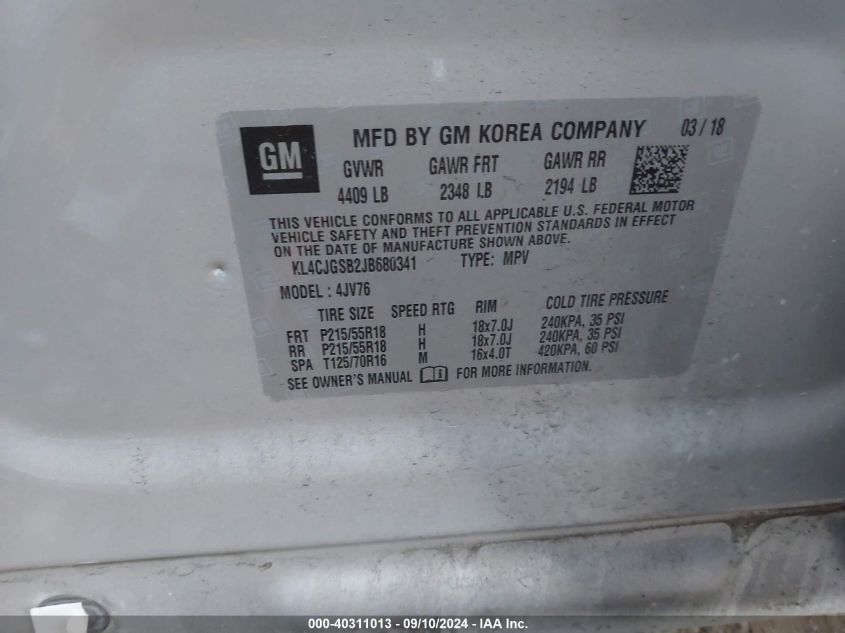 GM
MFD BY GM KOREA COMPANY 03/18
GVWR GAWR FRT GAWR RR
4409 LB 2348 LB 2194 LB
THIS VEHICLE CONFORMS TO ALL APPLICABLE U.S. FEDERAL MOTOR
VEHICLE SAFETY AND THEFT PREVENTION STANDARDS IN EFFECT
ON THE DATE OF MANUFACTURE SHOWN ABOVE.
KL4CJGSB2JB680341 TYPE: MPV
MODEL : 4JV76
TIRE SIZE SPEED RTG RIM COLD TIRE PRESSURE
FRT P215/55R18 H 18x7.0J 240KPA, 35 PSI
RR P215/55R18 H 18x7.0J 240KPA, 35 PSI
SPA T125/70R16 M 16x4.0T 420KPA, 60 PSI
SEE OWNER'S MANUAL FOR MORE INFORMATION.
000-40311013 - 09/10/2024 - IAA Inc.